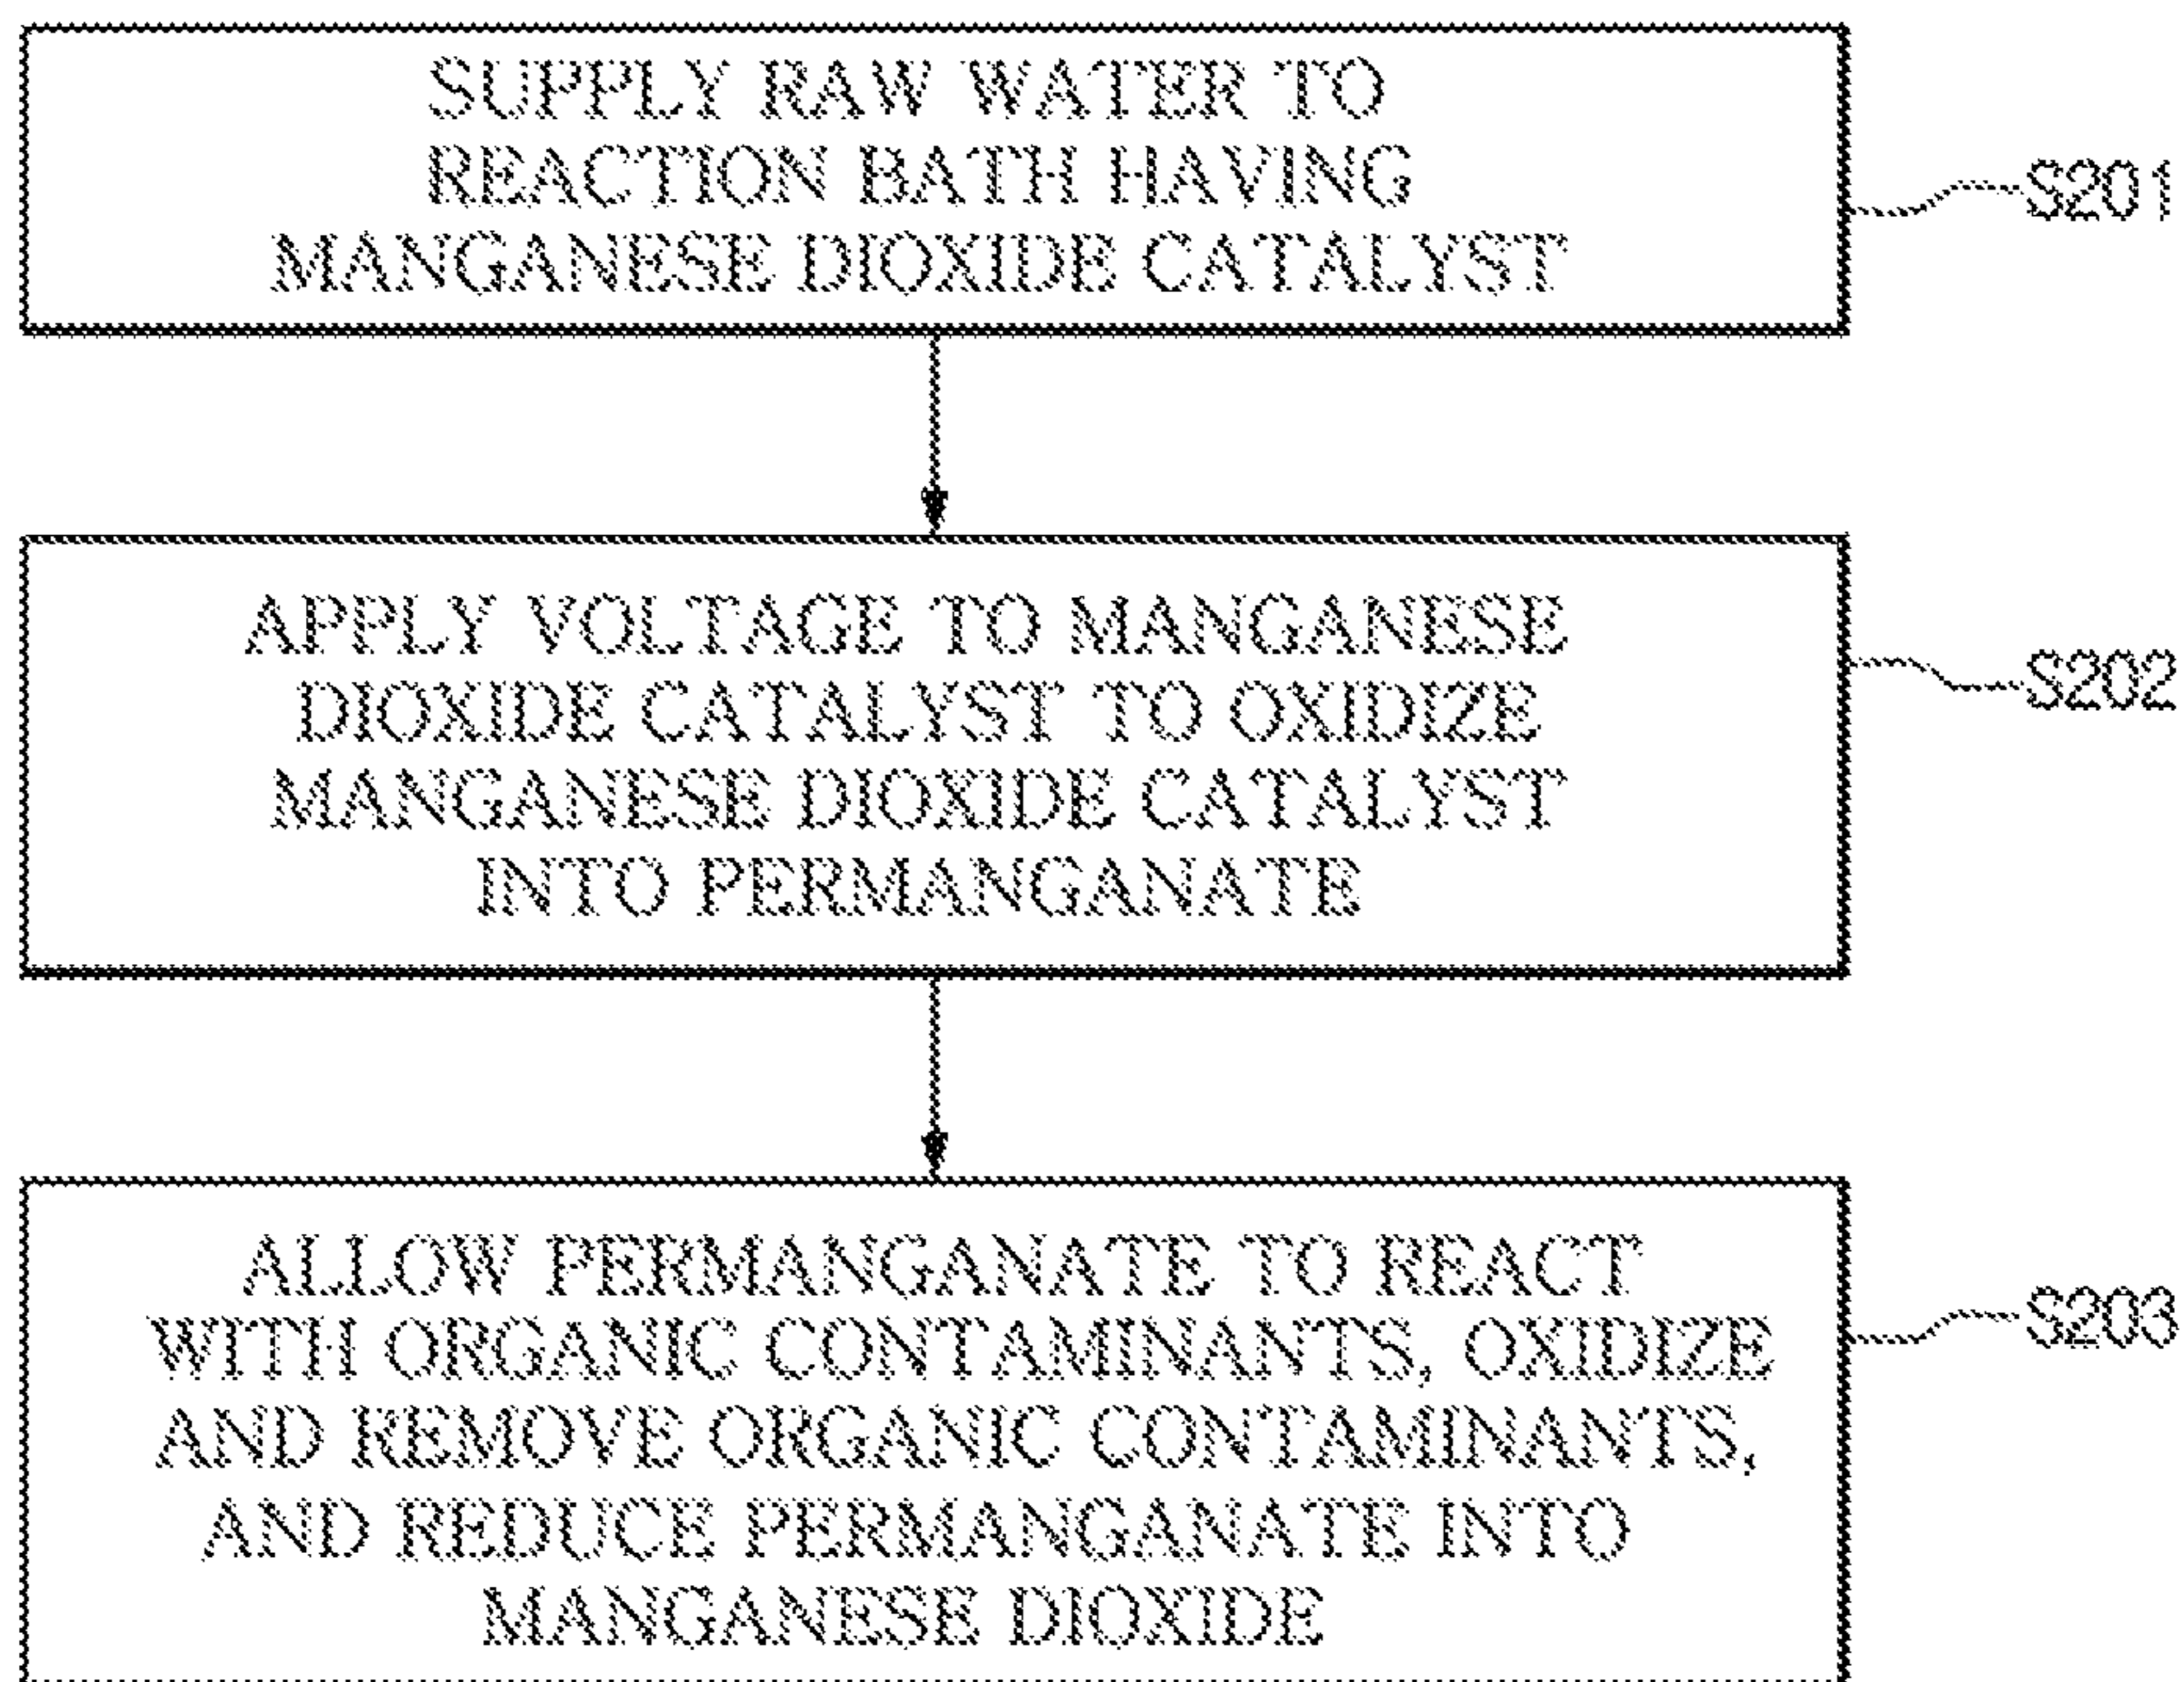 SUPPLY RAW WATER TO
REACTION BATH HAVING
MANGANESE DIOXIDE CATALYST
S201
APPLY VOLTAGE TO MANGANESE
DIOXIDE CATALYST TO OXIDIZE
MANGANESE DIOXIDE CATALYST
INTO PERMANGANATE
S202
ALLOW PERMANGANATE TO REACT
WITH ORGANIC CONTAMINANTS, OXIDIZE
AND REMOVE ORGANIC CONTAMINANTS,
AND REDUCE PERMANGANATE INTO
MANGANESE DIOXIDE
S203